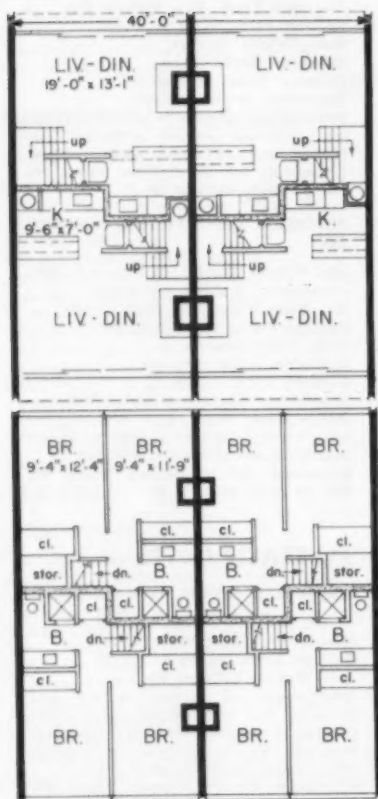 40'-0"
LIV.-DIN. LIV.-DIN.
19'-0" x 13'-1"
up up
K. K.
9'-6" x 7'-0"
up up
LIV.-DIN. LIV.-DIN.
BR. BR. BR. BR.
9'-4" x 12'-4" 9'-4" x 11'-9"
cl. cl. cl. cl.
stor. dn. B. B. dn. stor.
cl. cl. cl. cl.
B. dn. stor. stor. dn. B.
cl. cl. cl. cl.
BR. BR. BR. BR.